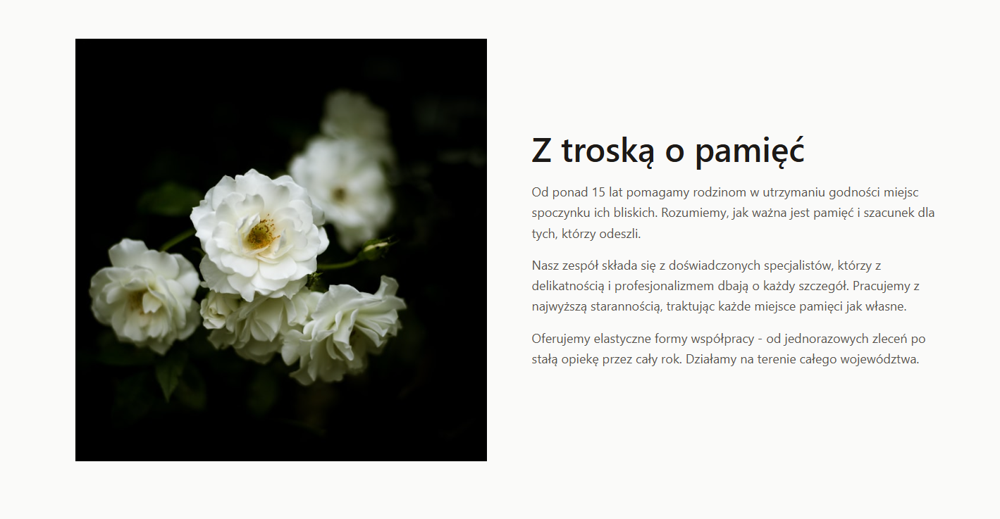 Z troską o pamięć
Od ponad 15 lat pomagamy rodzinom w utrzymaniu godności miejsc
spoczynku ich bliskich. Rozumiemy, jak ważna jest pamięć i szacunek dla
tych, którzy odeszli.
Nasz zespół składa się z doświadczonych specjalistów, którzy z
delikatnością i profesjonalizmem dbają o każdy szczegół. Pracujemy z
najwyższą starannością, traktując każde miejsce pamięci jak własne.
Oferujemy elastyczne formy współpracy - od jednorazowych zleceń po
stałą opiekę przez cały rok. Działamy na terenie całego województwa.